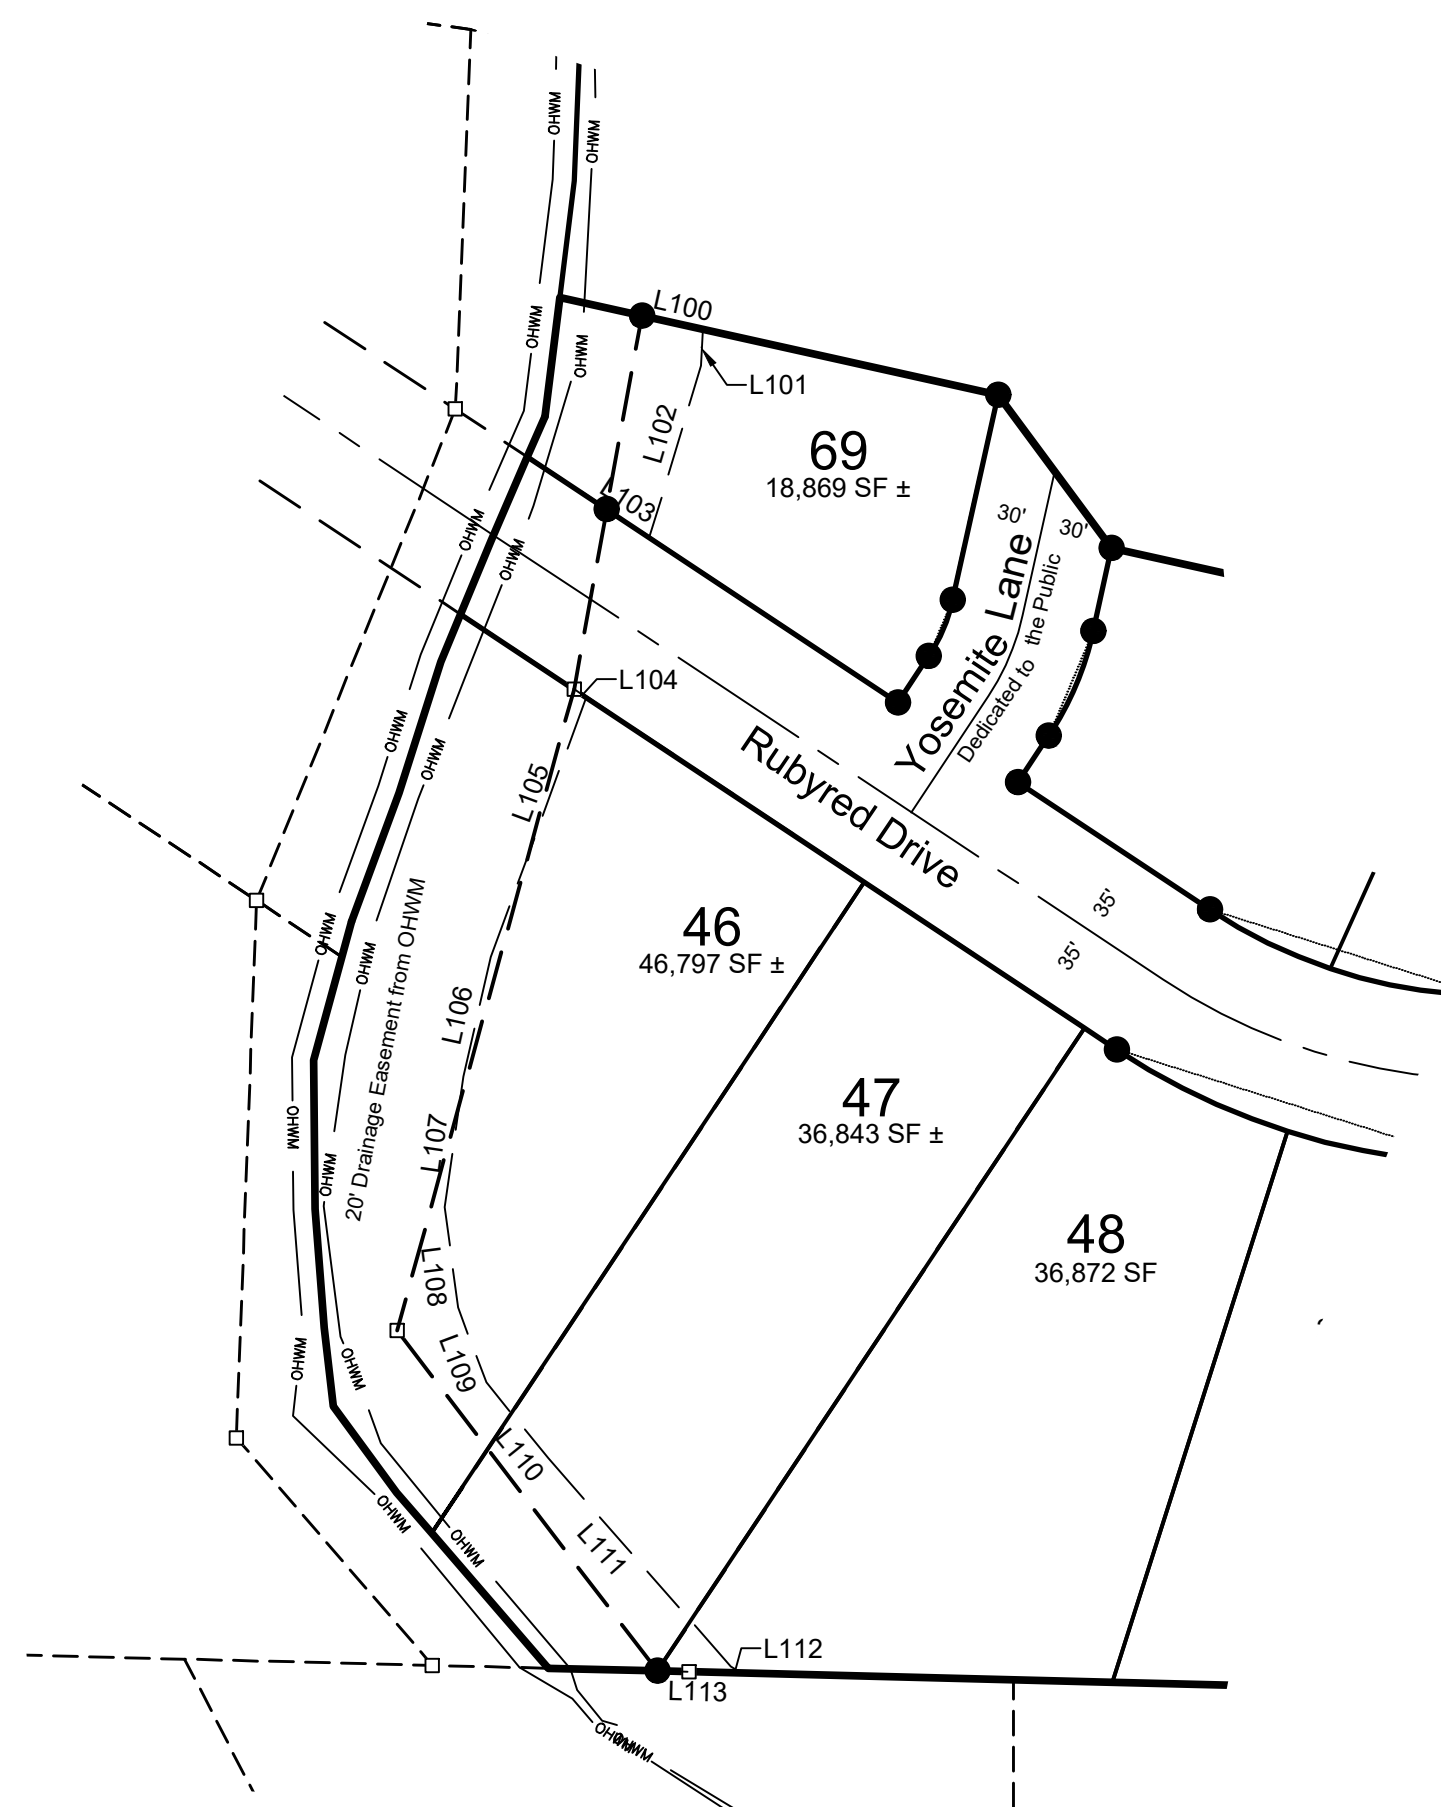 OHWM
OHWM
L100
OHWM
OHWM
L101
L102
69
18,869 SF ±
L103
30'
30'
OHWM
OHWM
Yosemite Lane
Dedicated to the Public
L104
Rubyred Drive
OHWM
OHWM
L105
35'
35'
46
46,797 SF ±
OHWM
OHWM
20' Drainage Easement from OHWM
L106
47
36,843 SF ±
OHWM
L107
OHWM
48
36,872 SF
L108
OHWM
OHWM
L109
L110
OHWM
OHWM
L111
L112
L113
OHWM
OHWM